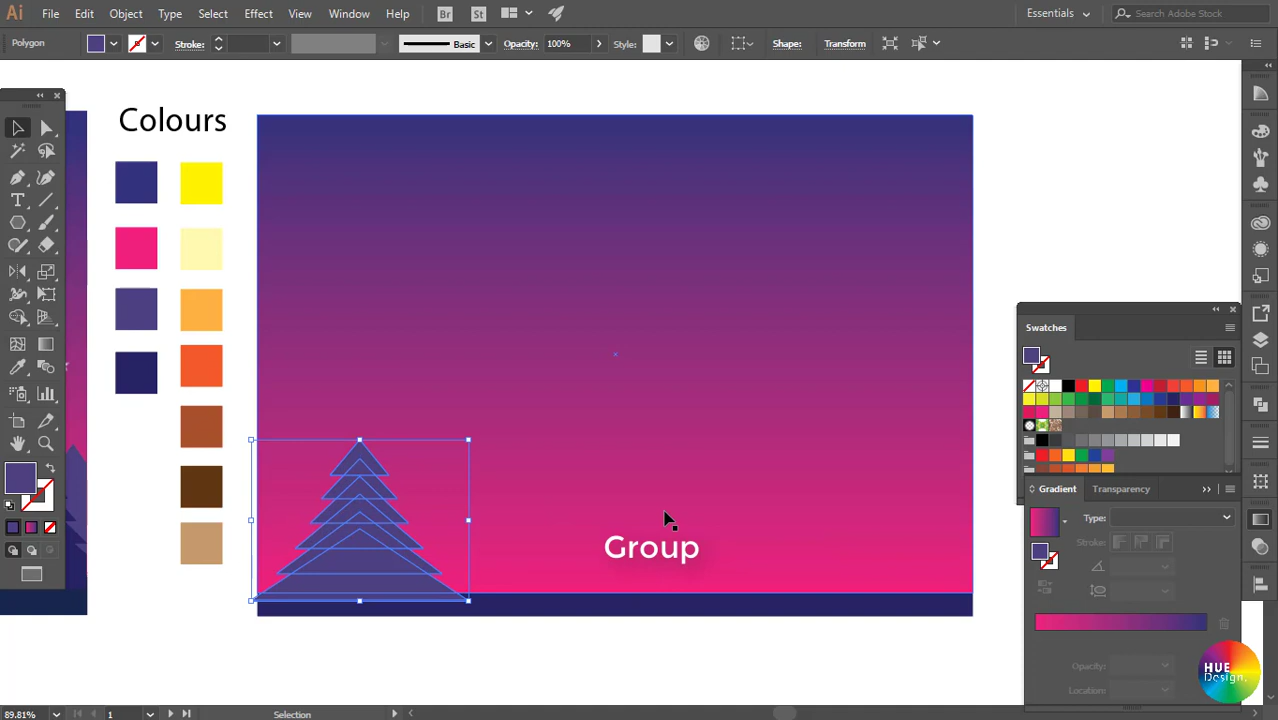 Ai File Edit Object Type Select Effect View Window Help Br St Essentials Search Adobe Stock
Polygon Stroke: Basic Opacity: 100% Style: Shape: Transform
Colours
Swatches
Group
Gradient Transparency
Type:
Stroke:
Opacity:
Location:
HUE
Design.
89.81% 1 Selection